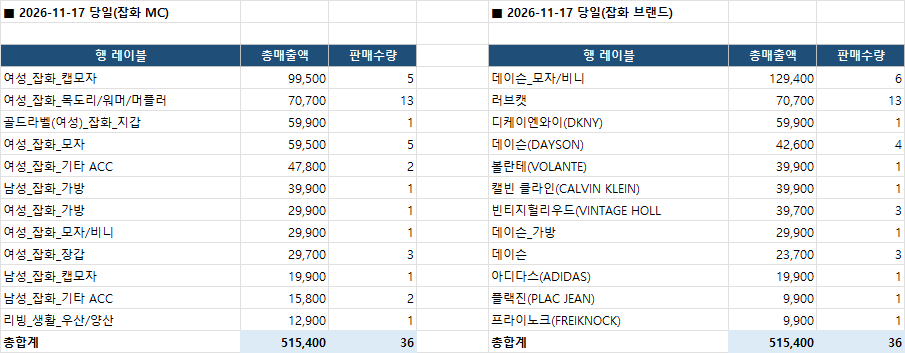 ■ 2026-11-17 당일(잡화 MC)
행 레이블 총매출액 판매수량
여성_잡화_캡모자 99,500 5
여성_잡화_목도리/워머/머플러 70,700 13
골드라벨(여성)_잡화_지갑 59,900 1
여성_잡화_모자 59,500 5
여성_잡화_기타 ACC 47,800 2
남성_잡화_가방 39,900 1
여성_잡화_가방 29,900 1
여성_잡화_모자/비니 29,900 1
여성_잡화_장갑 29,700 3
남성_잡화_캡모자 19,900 1
남성_잡화_기타 ACC 15,800 2
리빙_생활_우산/양산 12,900 1
총합계 515,400 36
■ 2026-11-17 당일(잡화 브랜드)
행 레이블 총매출액 판매수량
데이슨_모자/비니 129,400 6
러브캣 70,700 13
디케이엔와이(DKNY) 59,900 1
데이슨(DAYSON) 42,600 4
볼란테(VOLANTE) 39,900 1
캘빈 클라인(CALVIN KLEIN) 39,900 1
빈티지헐리우드(VINTAGE HOLL 39,700 3
데이슨_가방 29,900 1
데이슨 23,700 3
아디다스(ADIDAS) 19,900 1
플랙진(PLAC JEAN) 9,900 1
프라이노크(FREIKNOCK) 9,900 1
총합계 515,400 36